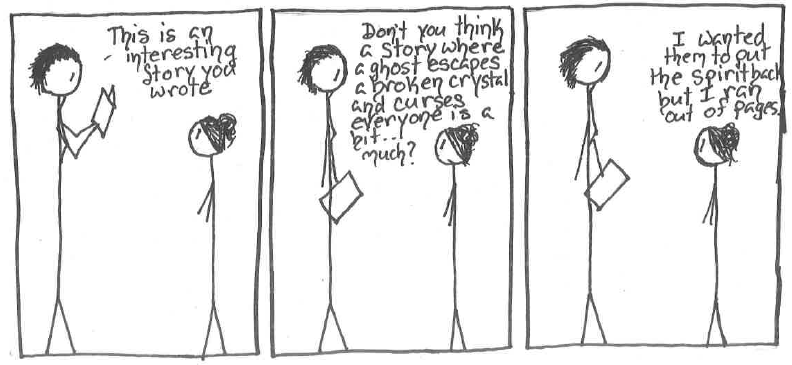 This is an
interesting
story you
wrote
Don't you think
a story where
a ghost escapes
a broken crystal
and curses
everyone is a
bit...
much?
I wanted
them to put
the spirit back
but I ran
out of pages.